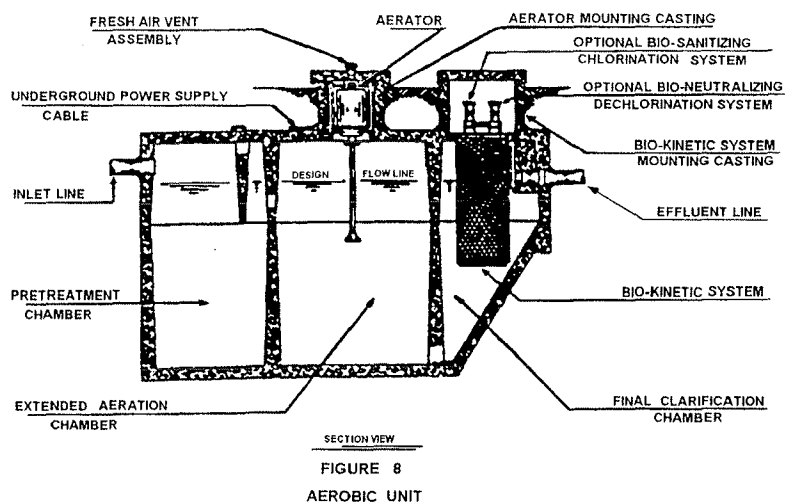 FRESH AIR VENT
ASSEMBLY
AERATOR
AERATOR MOUNTING CASTING
OPTIONAL BIO-SANITIZING
CHLORINATION SYSTEM
UNDERGROUND POWER SUPPLY
CABLE
OPTIONAL BIO-NEUTRALIZING
DECHLORINATION SYSTEM
BIO-KINETIC SYSTEM
MOUNTING CASTING
INLET LINE
DESIGN
FLOW LINE
EFFLUENT LINE
PRETREATMENT
CHAMBER
BIO-KINETIC SYSTEM
EXTENDED AERATION
CHAMBER
FINAL CLARIFICATION
CHAMBER
SECTION VIEW
FIGURE 8
AEROBIC UNIT